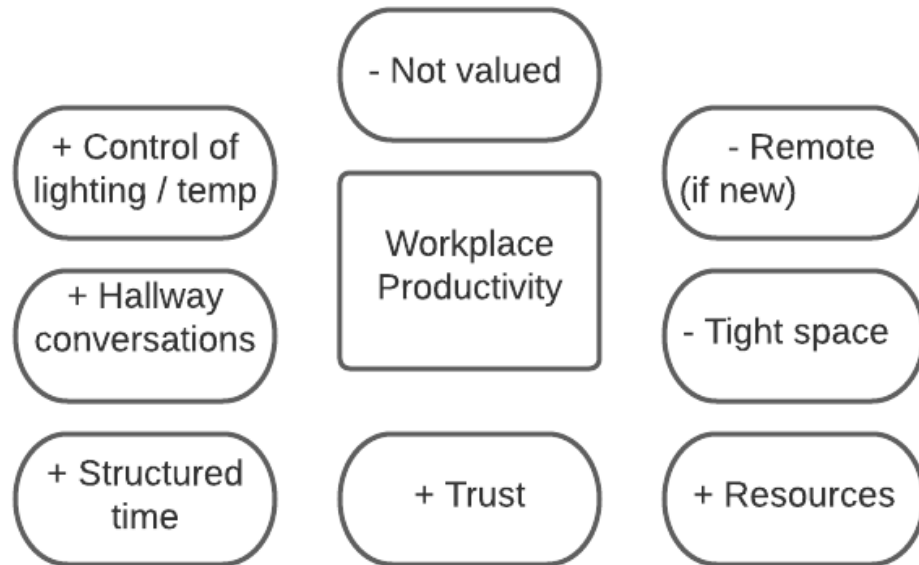 - Not valued
+ Control of
lighting / temp
- Remote
(if new)
Workplace
Productivity
+ Hallway
conversations
- Tight space
+ Structured
time
+ Trust
+ Resources